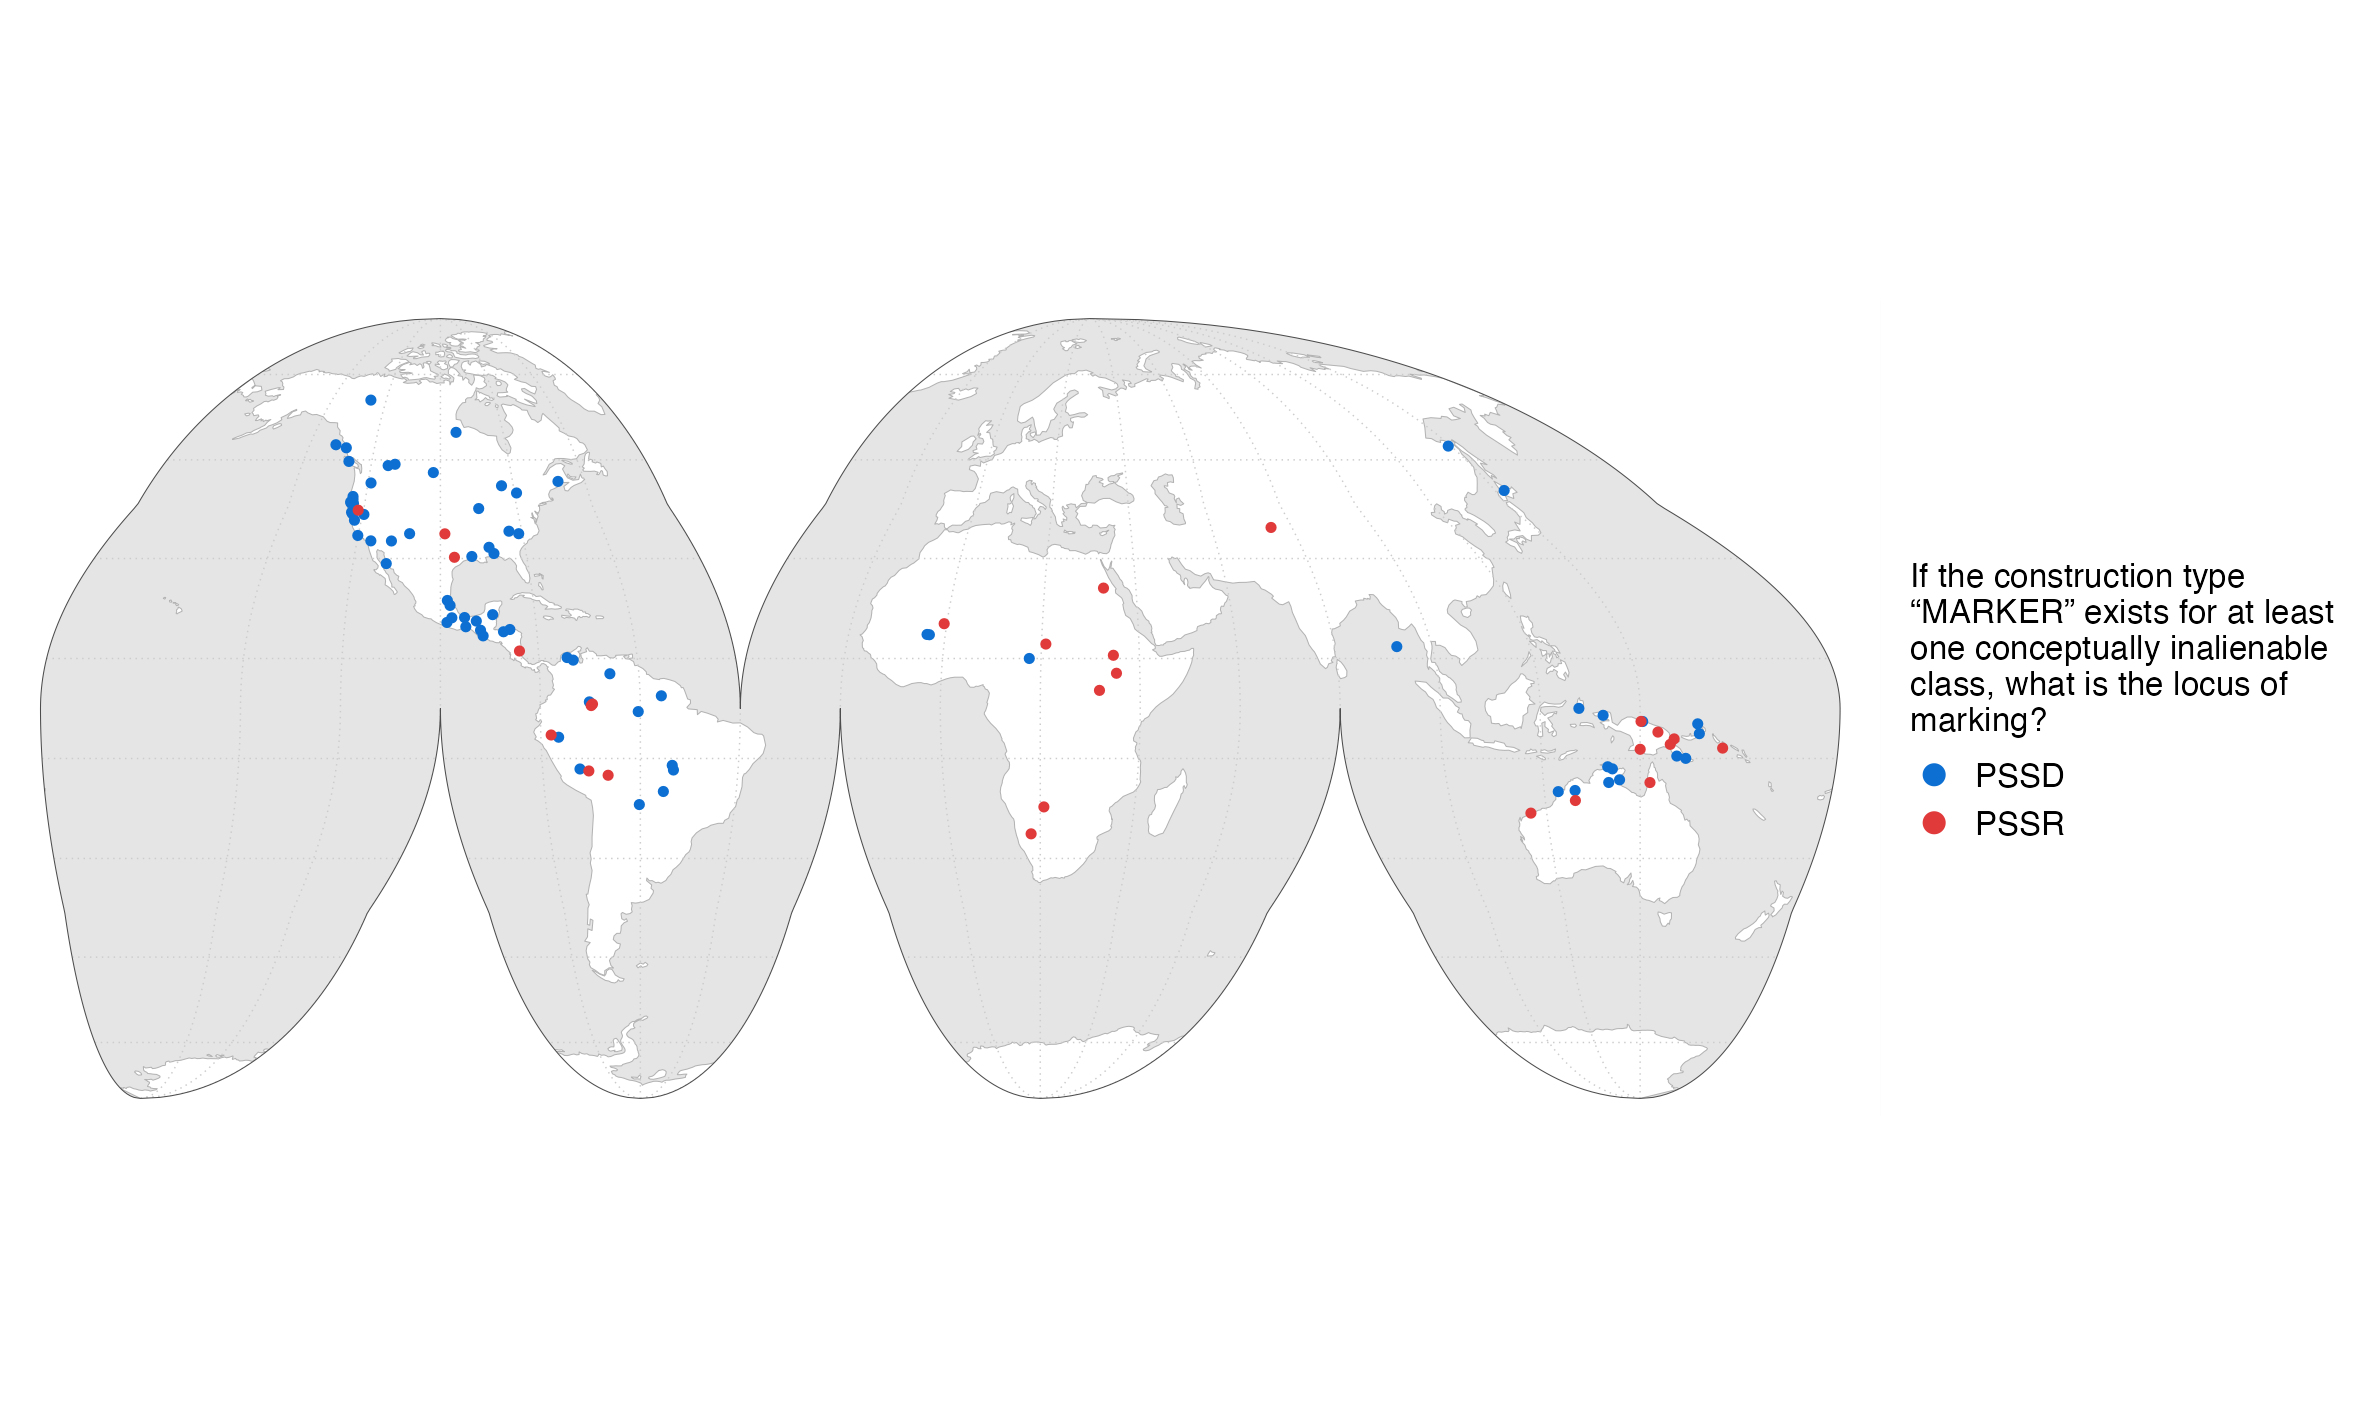 If the construction type
“MARKER” exists for at least
one conceptually inalienable
class, what is the locus of
marking?
PSSD
PSSR